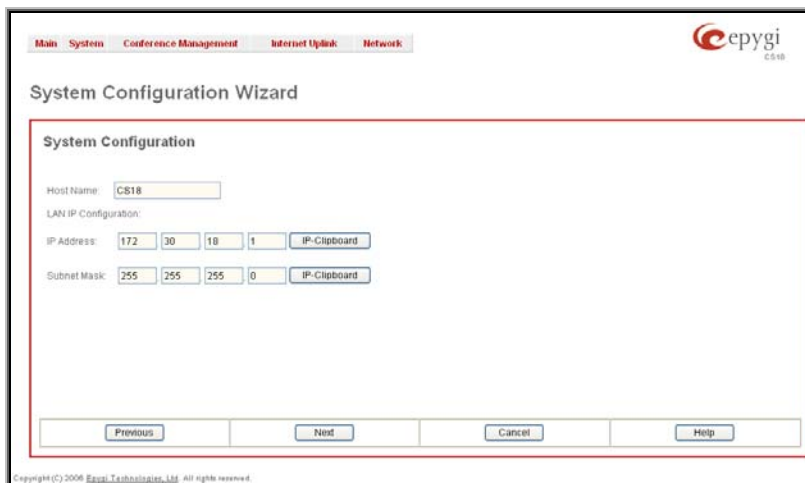 Main System Conference Management Internet Uplink Network
epygi
CS18
System Configuration Wizard
System Configuration
Host Name: CS18
LAN IP Configuration:
IP Address: 172 . 30 . 18 . 1 IP-Clipboard
Subnet Mask: 255 . 255 . 255 . 0 IP-Clipboard
Previous Next Cancel Help
Copyright (C) 2006 Epygi Technologies, Ltd. All rights reserved.